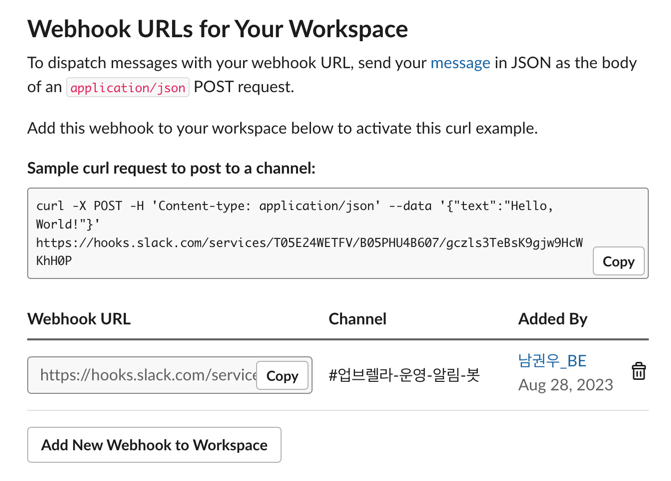 Webhook URLs for Your Workspace
To dispatch messages with your webhook URL, send your message in JSON as the body
of an application/json POST request.
Add this webhook to your workspace below to activate this curl example.
Sample curl request to post to a channel:
curl -X POST -H 'Content-type: application/json' --data '{"text":"Hello,
World!"}'
https://hooks.slack.com/services/T05E24WETFV/B05PHU4B607/gczls3TeBsK9gjw9HcW
KhH0P
Copy
Webhook URL Channel Added By
https://hooks.slack.com/service Copy #업브렐라-운영-알림-봇 남권우_BE
Aug 28, 2023
Add New Webhook to Workspace